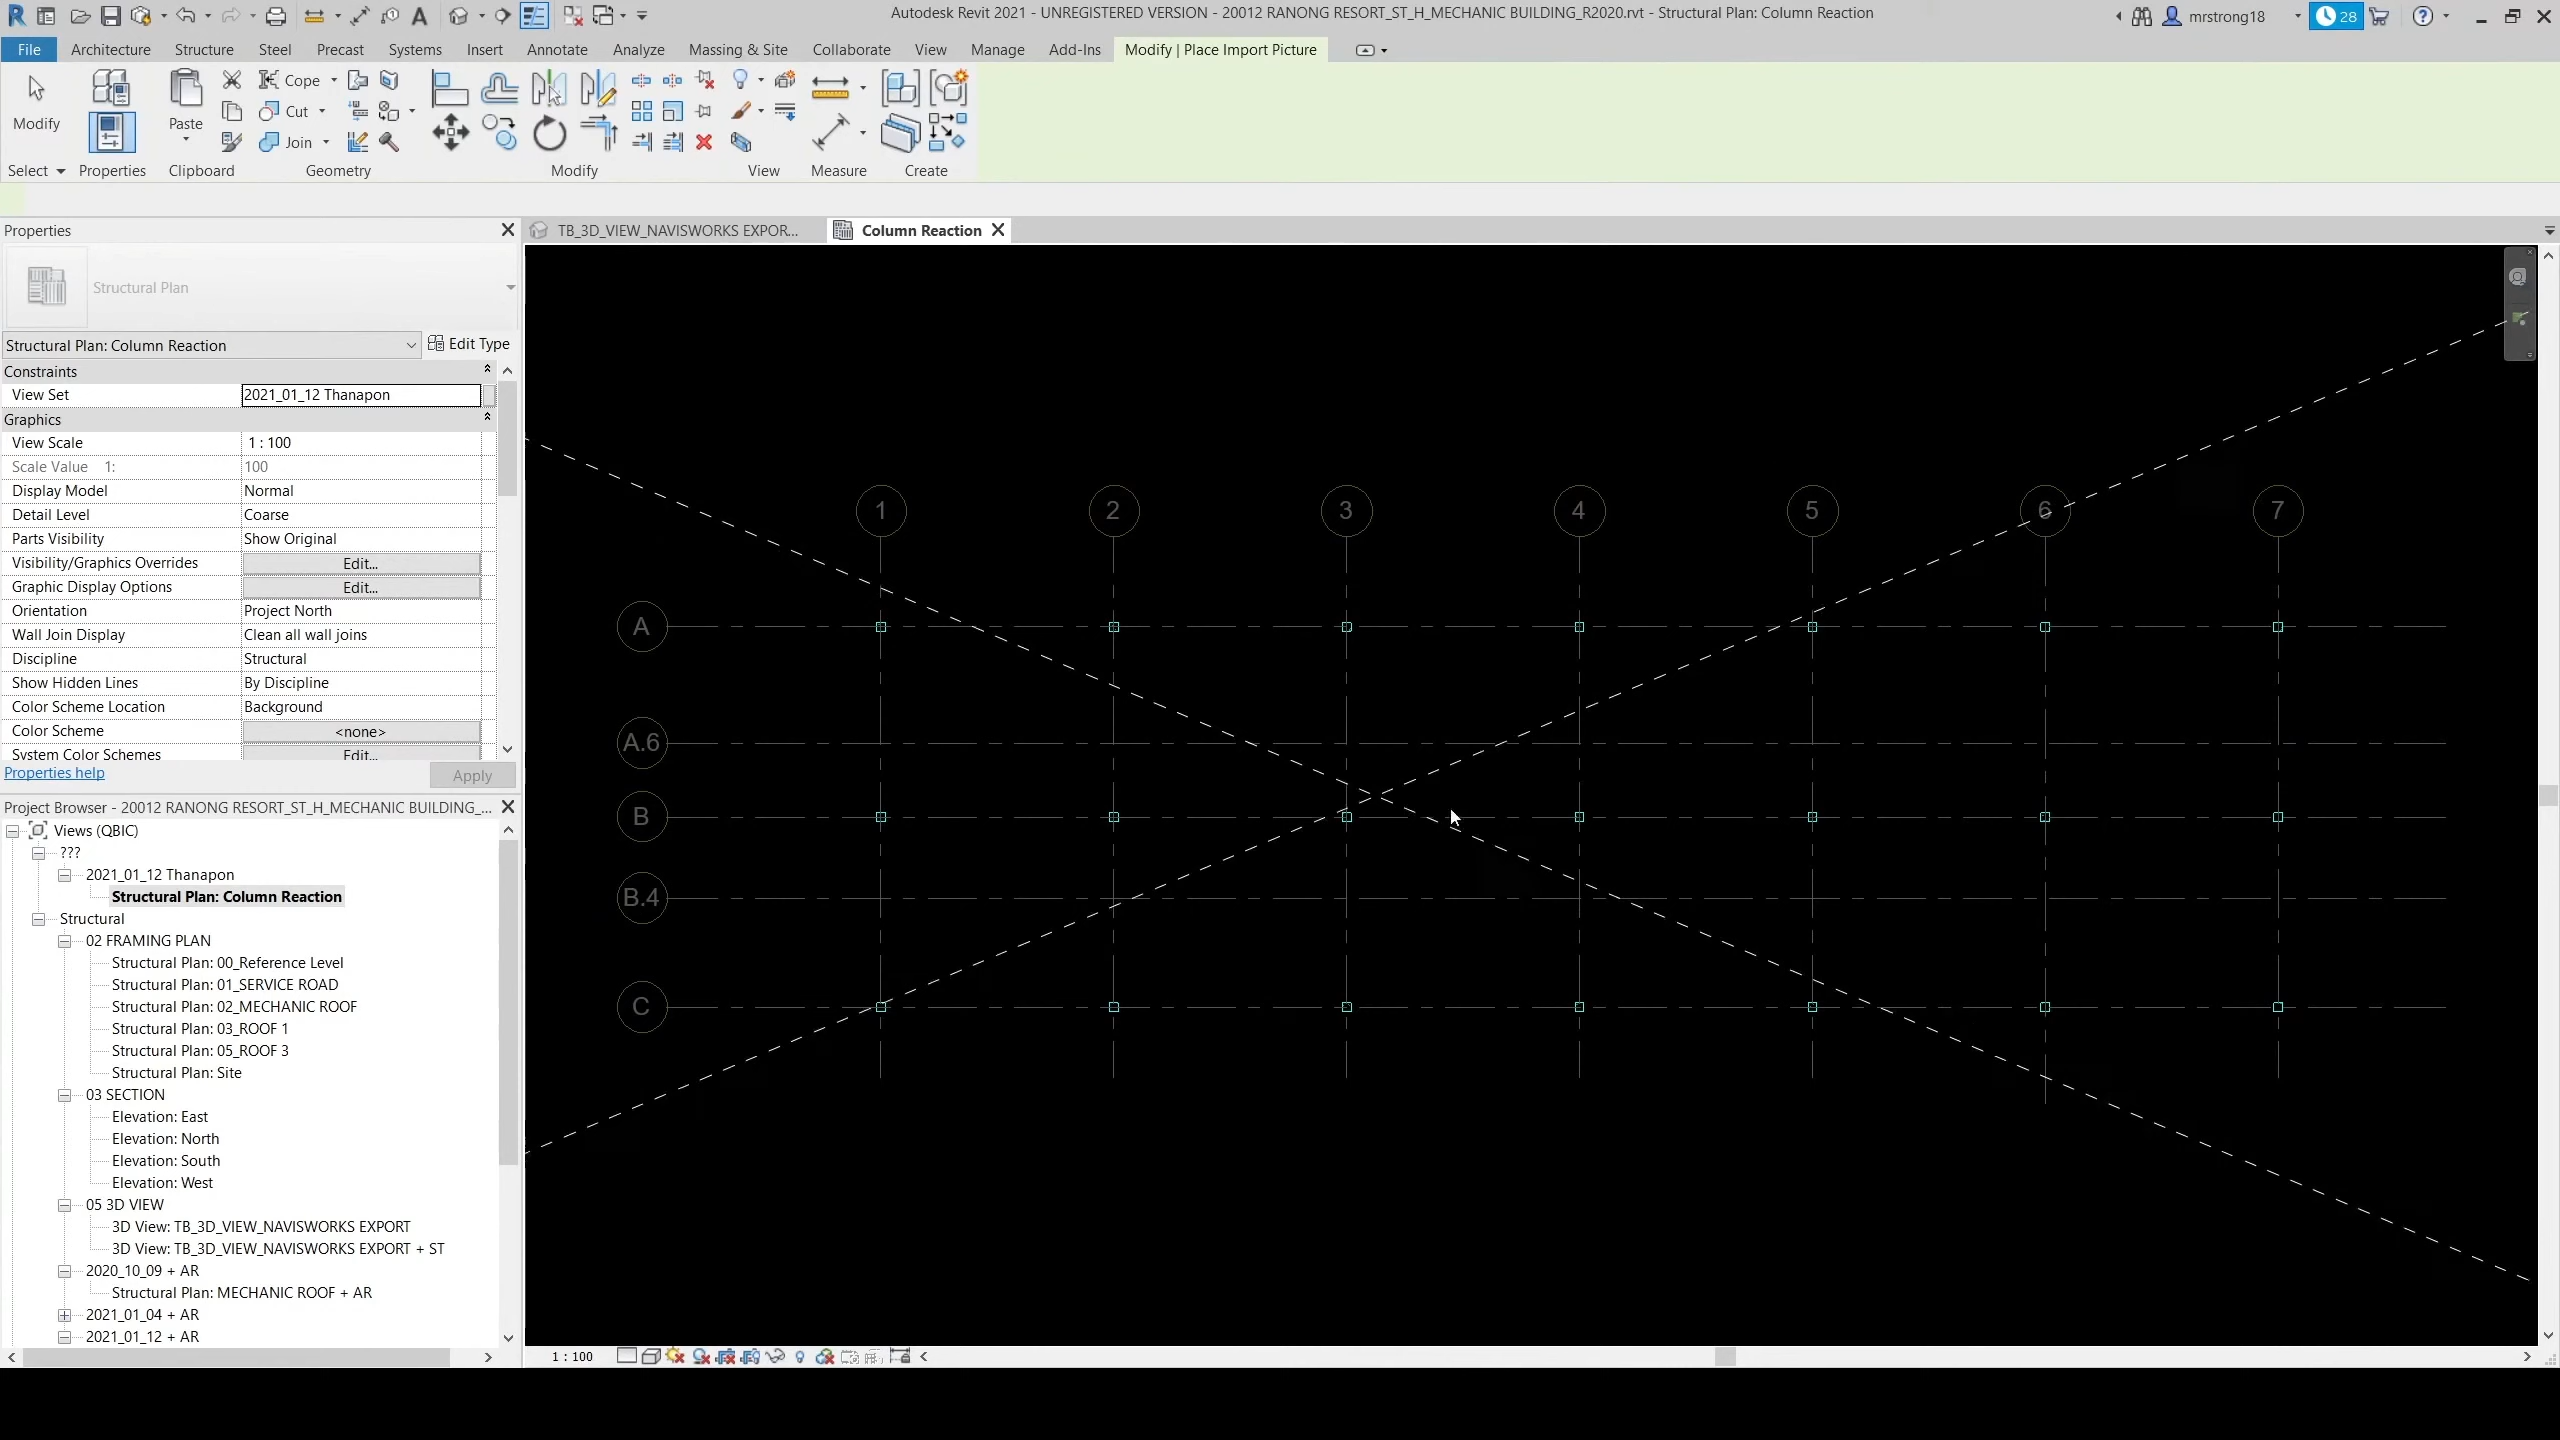 Autodesk Revit 2021 - UNREGISTERED VERSION - 20012 RANONG RESORT_ST_H_MECHANIC BUILDING_R2020.rvt - Structural Plan: Column Reaction
mrstrong18
28
File Architecture Structure Steel Precast Systems Insert Annotate Analyze Massing & Site Collaborate View Manage Add-Ins Modify | Place Import Picture
Modify
Paste
Cope
Cut
Join
Select Properties Clipboard Geometry Modify View Measure Create
Properties
TB_3D_VIEW_NAVISWORKS EXPOR... Column Reaction
Structural Plan
Structural Plan: Column Reaction Edit Type
Constraints
View Set 2021_01_12 Thanapon
Graphics
View Scale 1 : 100
Scale Value 1: 100
Display Model Normal
Detail Level Coarse
Parts Visibility Show Original
Visibility/Graphics Overrides Edit...
Graphic Display Options Edit...
Orientation Project North
Wall Join Display Clean all wall joins
Discipline Structural
Show Hidden Lines By Discipline
Color Scheme Location Background
Color Scheme <none>
System Color Schemes Edit...
Properties help Apply
Project Browser - 20012 RANONG RESORT_ST_H_MECHANIC BUILDING_...
Views (QBIC)
???
2021_01_12 Thanapon
Structural Plan: Column Reaction
Structural
02 FRAMING PLAN
Structural Plan: 00_Reference Level
Structural Plan: 01_SERVICE ROAD
Structural Plan: 02_MECHANIC ROOF
Structural Plan: 03_ROOF 1
Structural Plan: 05_ROOF 3
Structural Plan: Site
03 SECTION
Elevation: East
Elevation: North
Elevation: South
Elevation: West
05 3D VIEW
3D View: TB_3D_VIEW_NAVISWORKS EXPORT
3D View: TB_3D_VIEW_NAVISWORKS EXPORT + ST
2020_10_09 + AR
Structural Plan: MECHANIC ROOF + AR
2021_01_04 + AR
2021_01_12 + AR
1 2 3 4 5 6 7
A
A.6
B
B.4
C
1 : 100